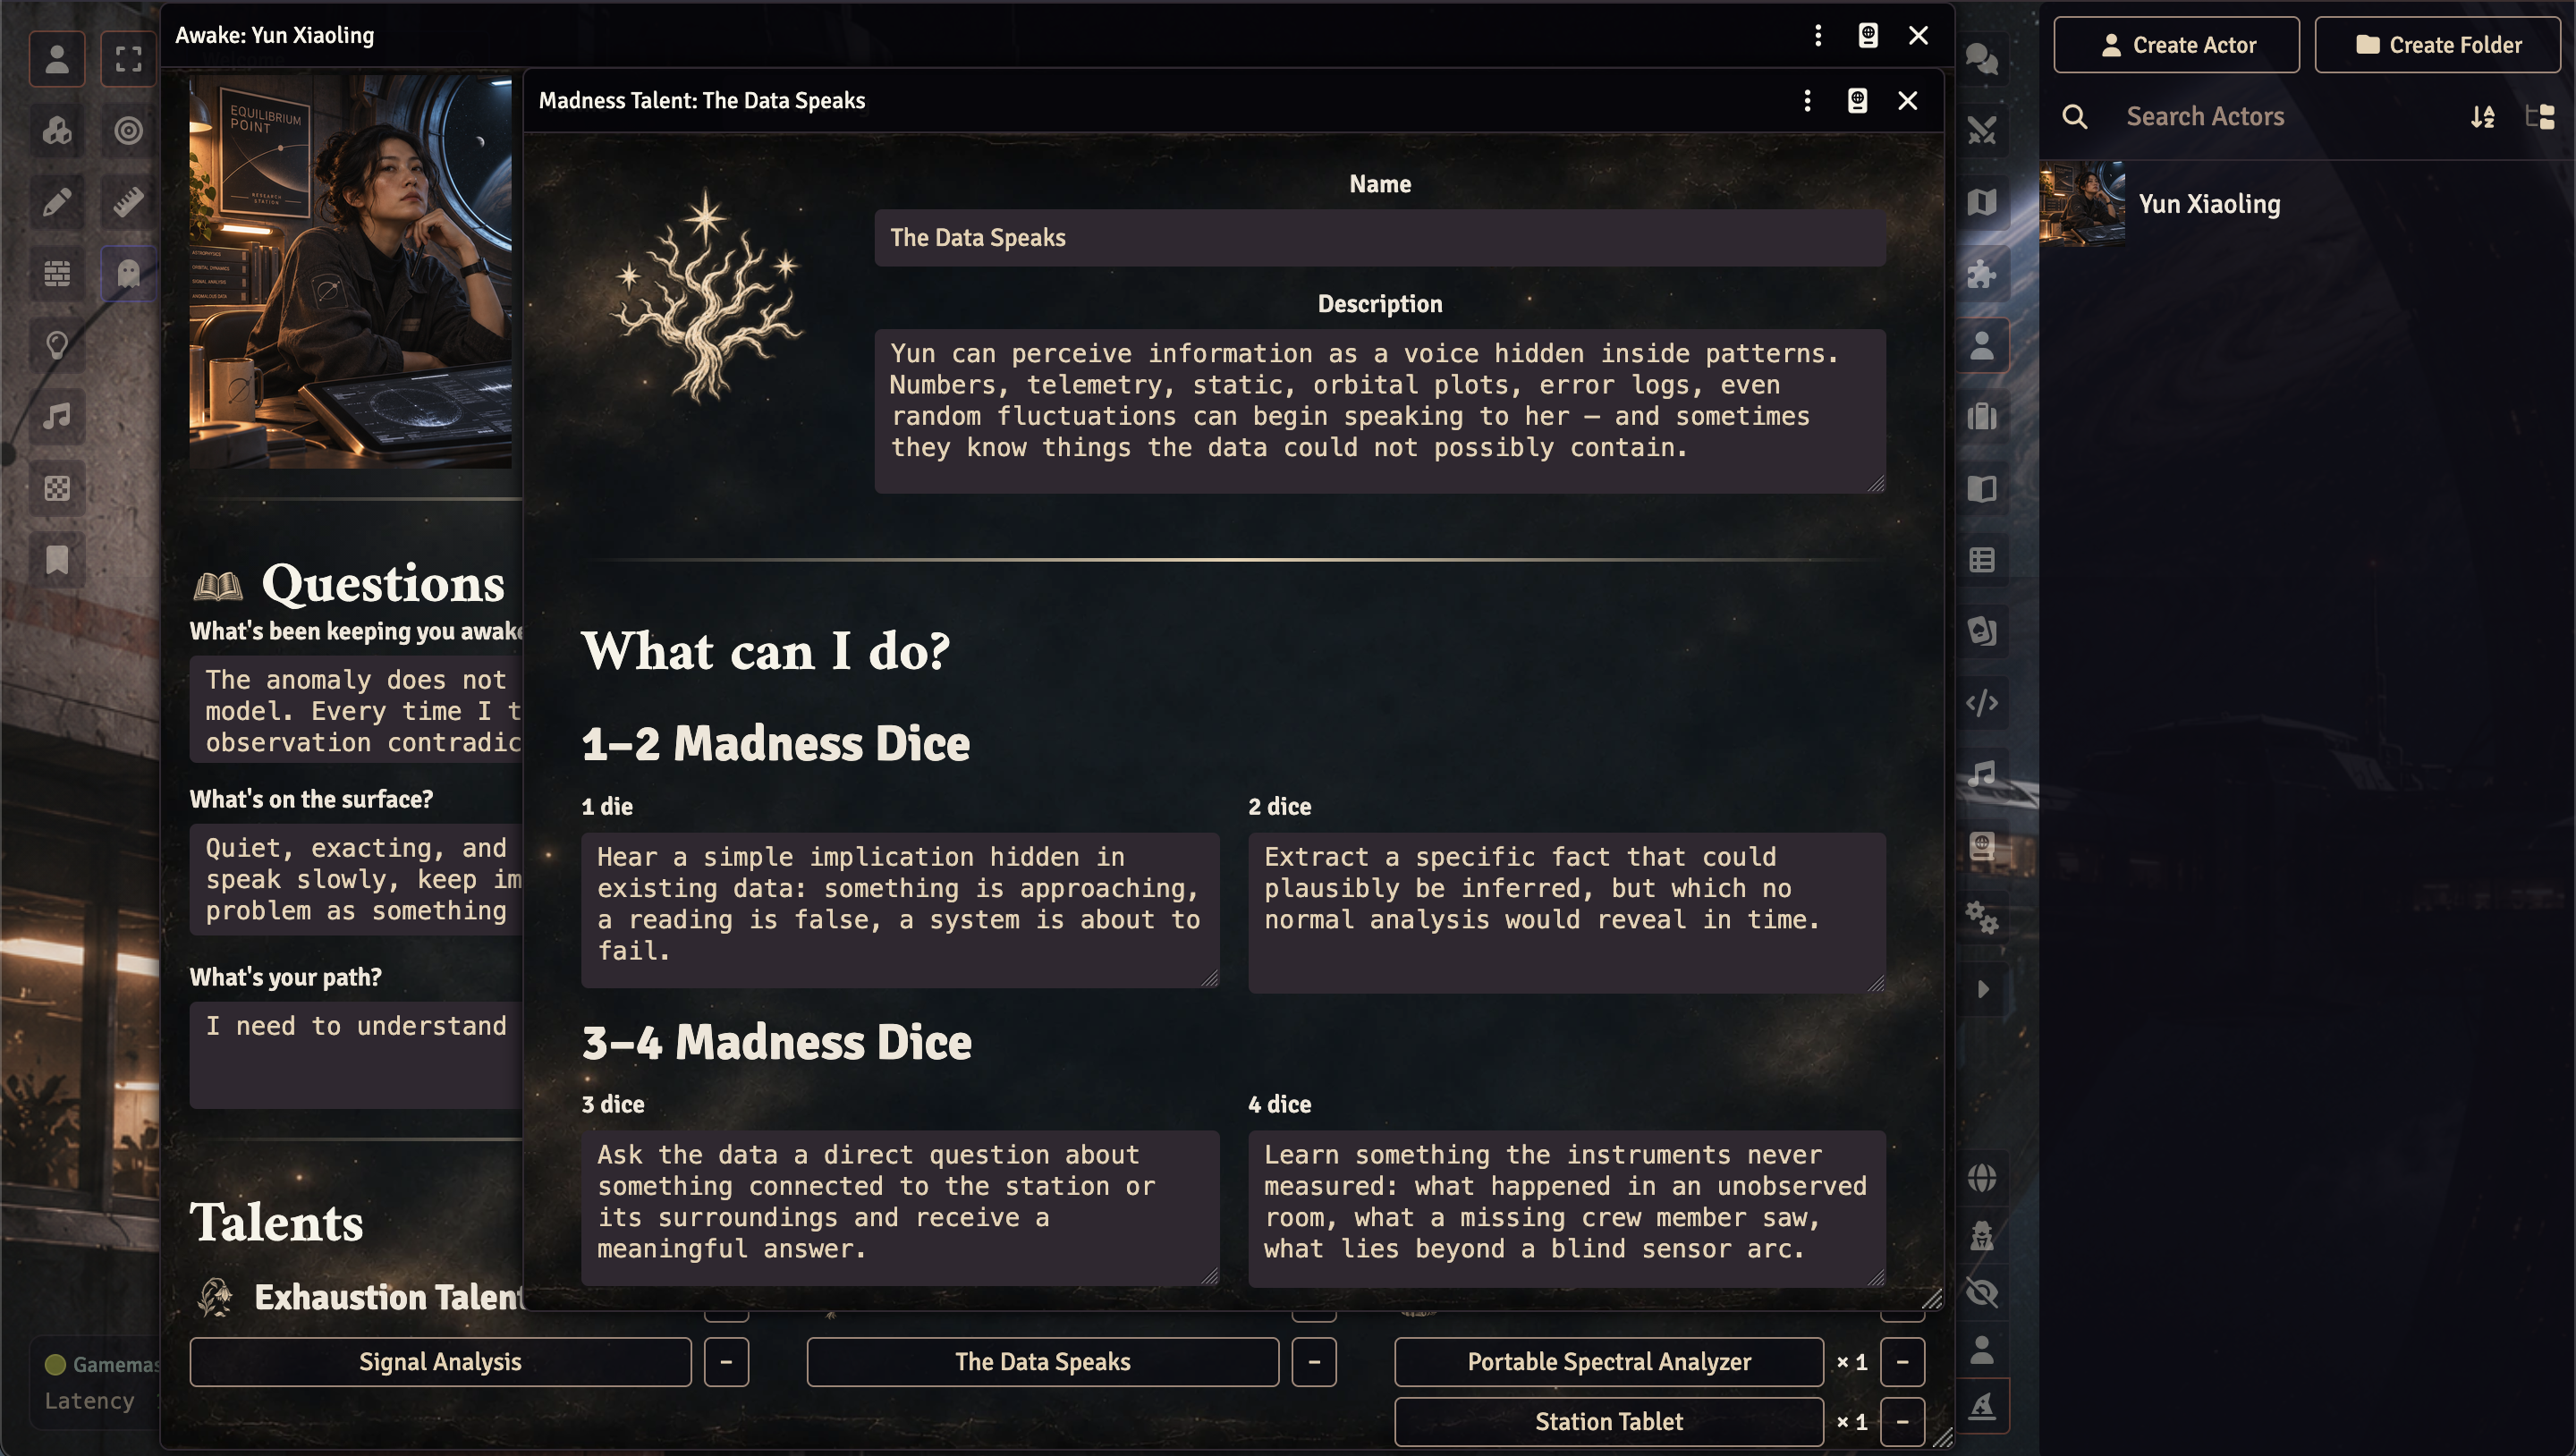 Awake: Yun Xiaoling
Create Actor
Create Folder
Search Actors
Yun Xiaoling
EQUILIBRIUM
POINT
RESEARCH
STATION
ASTROPHYSICS
ORBITAL DYNAMICS
SIGNAL ANALYSIS
ANOMALOUS DATA
Madness Talent: The Data Speaks
Name
The Data Speaks
Description
Yun can perceive information as a voice hidden inside patterns.
Numbers, telemetry, static, orbital plots, error logs, even
random fluctuations can begin speaking to her — and sometimes
they know things the data could not possibly contain.
What can I do?
1–2 Madness Dice
1 die
Hear a simple implication hidden in
existing data: something is approaching,
a reading is false, a system is about to
fail.
2 dice
Extract a specific fact that could
plausibly be inferred, but which no
normal analysis would reveal in time.
3–4 Madness Dice
3 dice
Ask the data a direct question about
something connected to the station or
its surroundings and receive a
meaningful answer.
4 dice
Learn something the instruments never
measured: what happened in an unobserved
room, what a missing crew member saw,
what lies beyond a blind sensor arc.
Questions
What's been keeping you awake
The anomaly does not
model. Every time I t
observation contradic
What's on the surface?
Quiet, exacting, and
speak slowly, keep im
problem as something
What's your path?
I need to understand
Talents
Exhaustion Talent
Signal Analysis
−
The Data Speaks
−
Portable Spectral Analyzer
× 1
−
Station Tablet
× 1
−
Gamemas
Latency